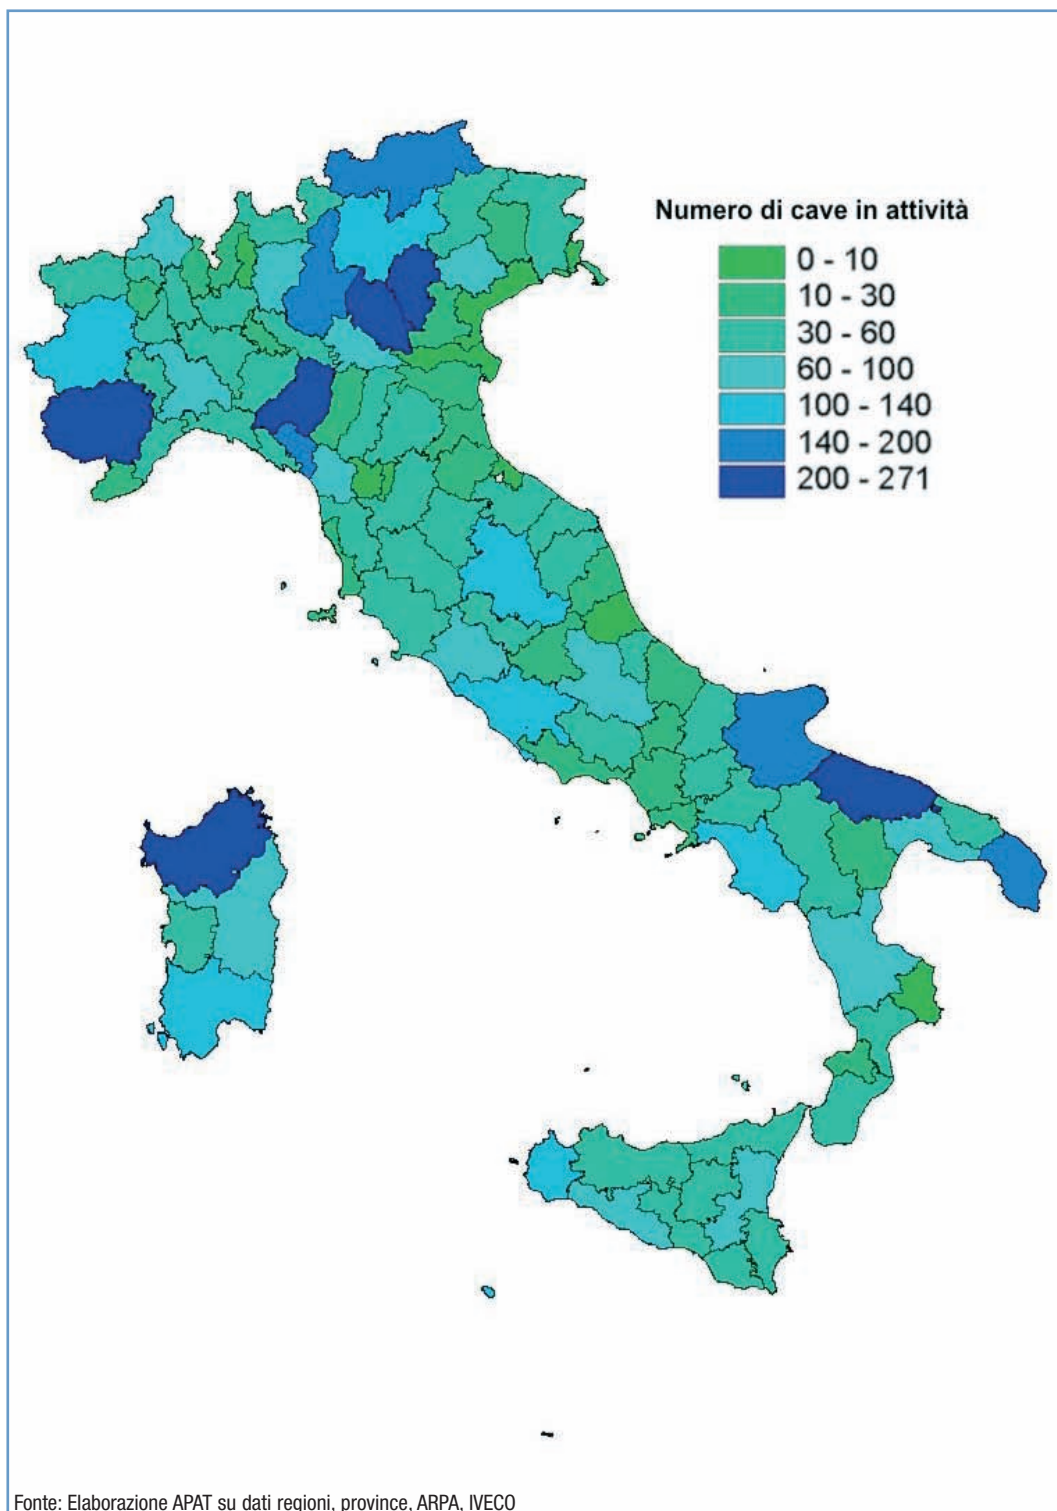 Numero di cave in attività
0 - 10
10 - 30
30 - 60
60 - 100
100 - 140
140 - 200
200 - 271
Fonte: Elaborazione APAT su dati regioni, province, ARPA, IVECO